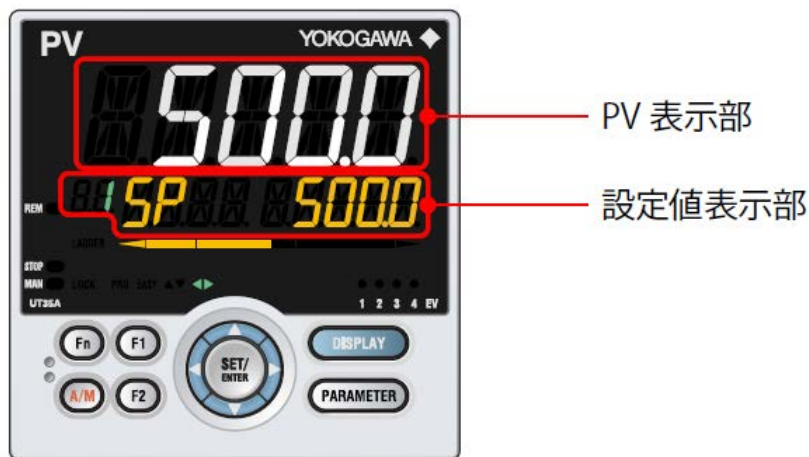 PV YOKOGAWA
500.0
PV 表示部
1 SP 500.0
設定値表示部
REM
LADDER
STOP
MAN LOCK PRO EASY
UT35A 1 2 3 4 EV
Fn F1 SET/ENTER DISPLAY
A/M F2 PARAMETER